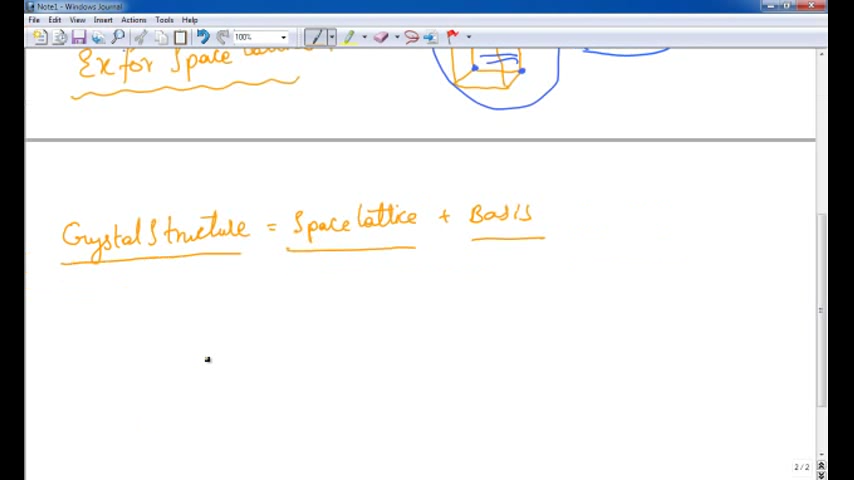 Note1 - Windows Journal
File Edit View Insert Actions Tools Help
100%
Ex for Space
Crystal Structure = Space lattice + Basis
2 / 2